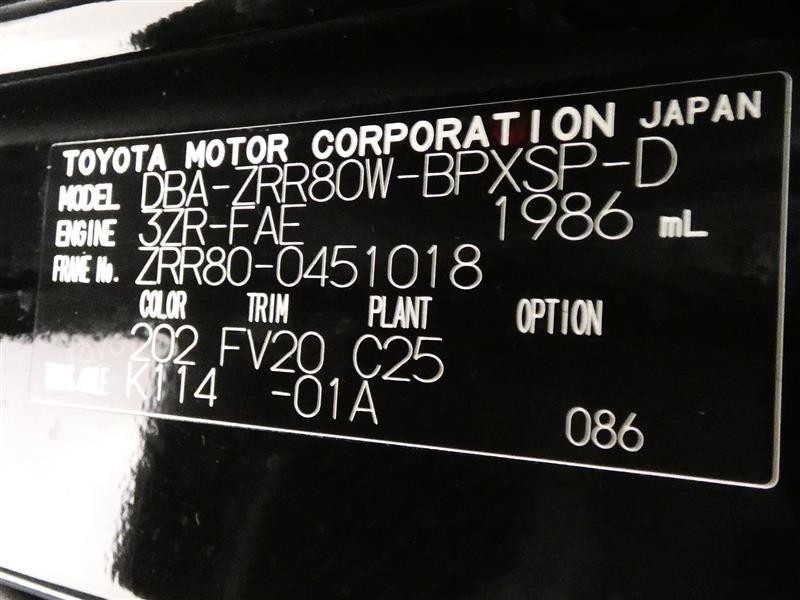 TOYOTA MOTOR CORPORATION JAPAN
MODEL DBA-ZRR80W-BPXSP-D
ENGINE 3ZR-FAE 1986 mL
FRAME No. ZRR80-0451018
COLOR TRIM PLANT OPTION
202 FV20 C25
K114 -01A
086